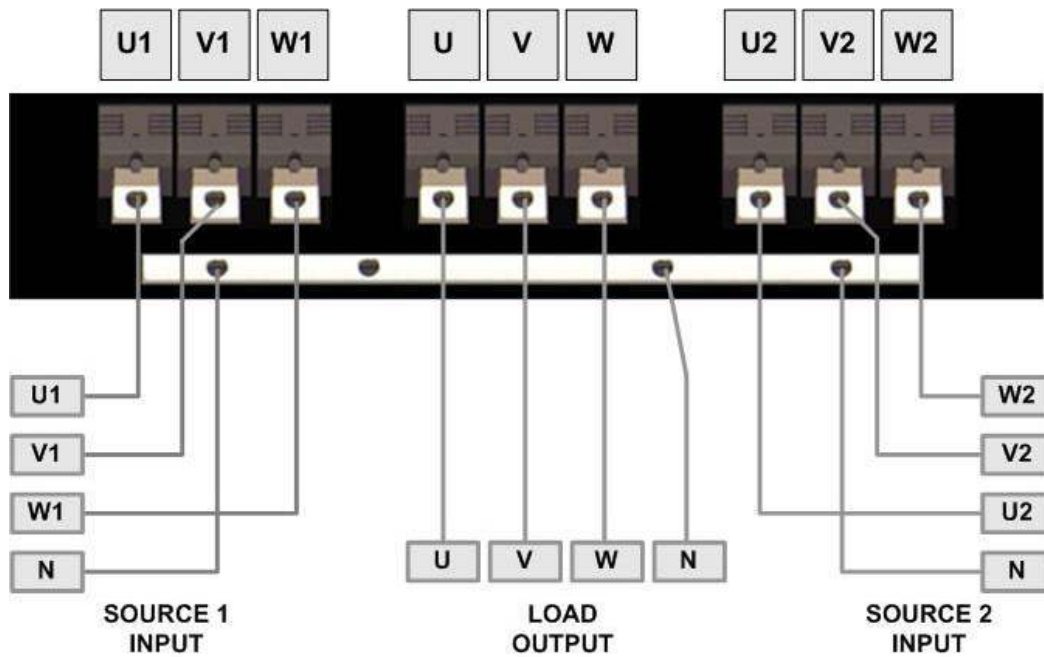 U1 V1 W1 U V W U2 V2 W2
U1 W2
V1 V2
W1 U2
U V W N
N N
SOURCE 1 LOAD SOURCE 2
INPUT OUTPUT INPUT